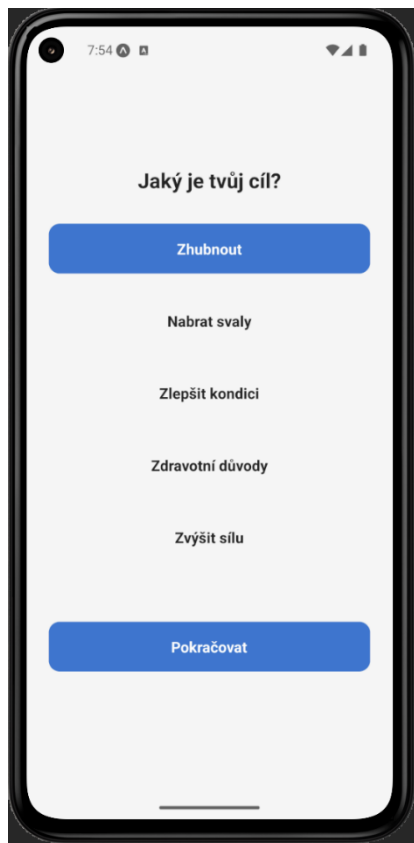 7:54
Jaký je tvůj cíl?
Zhubnout
Nabrat svaly
Zlepšit kondici
Zdravotní důvody
Zvýšit sílu
Pokračovat